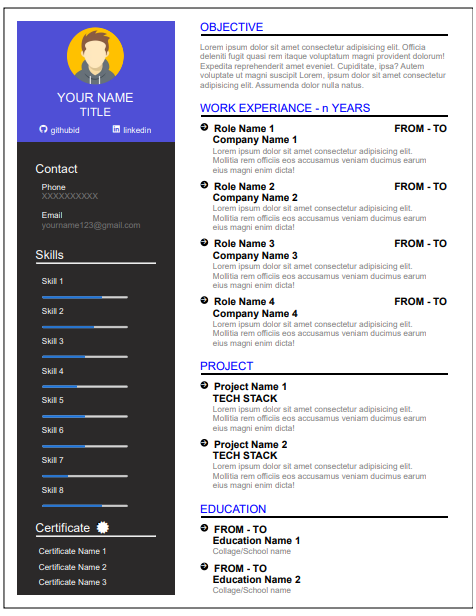 YOUR NAME
TITLE
githubid
linkedin
Contact
Phone
XXXXXXXXXX
Email
yourname123@gmail.com
Skills
Skill 1
Skill 2
Skill 3
Skill 4
Skill 5
Skill 6
Skill 7
Skill 8
Certificate
Certificate Name 1
Certificate Name 2
Certificate Name 3
OBJECTIVE
Lorem ipsum dolor sit amet consectetur adipisicing elit. Officia
deleniti fugit quasi rem itaque voluptatum magni provident dolorum!
Expedita reprehenderit amet eveniet. Cupiditate, ipsa? Amet veniam
voluptate ut magni suscipit et dolorem, ipsum dolor sit amet consectetur
adipisicing elit. Assumenda nulla natus.
WORK EXPERIANCE - n YEARS
Role Name 1 FROM - TO
Company Name 1
Lorem ipsum dolor sit amet consectetur adipisicing elit.
Mollitia rem officiis eos accusamus veniam ducimus earum
eius magni enim dicta!
Role Name 2 FROM - TO
Company Name 2
Lorem ipsum dolor sit amet consectetur adipisicing elit.
Mollitia rem officiis eos accusamus veniam ducimus earum
eius magni enim dicta!
Role Name 3 FROM - TO
Company Name 3
Lorem ipsum dolor sit amet consectetur adipisicing elit.
Mollitia rem officiis eos accusamus veniam ducimus earum
eius magni enim dicta!
Role Name 4 FROM - TO
Company Name 4
Lorem ipsum dolor sit amet consectetur adipisicing elit.
Mollitia rem officiis eos accusamus veniam ducimus earum
eius magni enim dicta!
PROJECT
Project Name 1
TECH STACK
Lorem ipsum dolor sit amet consectetur adipisicing elit.
Mollitia rem officiis eos accusamus veniam ducimus earum
eius magni enim dicta!
Project Name 2
TECH STACK
Lorem ipsum dolor sit amet consectetur adipisicing elit.
Mollitia rem officiis eos accusamus veniam ducimus earum
eius magni enim dicta!
EDUCATION
FROM - TO
Education Name 1
Collage/School name
FROM - TO
Education Name 2
Collage/School name